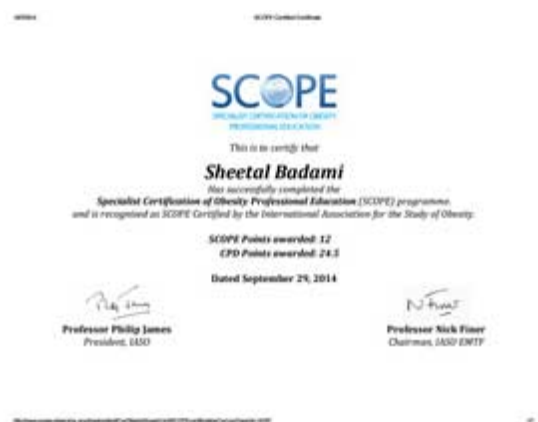 SCOPE Certified Certificate
SCOPE
SPECIALIST CERTIFICATION OF OBESITY
PROFESSIONAL EDUCATION
This is to certify that
Sheetal Badami
Has successfully completed the
Specialist Certification of Obesity Professional Education (SCOPE) programme.
and is recognised as SCOPE Certified by the International Association for the Study of Obesity.
SCOPE Points awarded: 12
CPD Points awarded: 24.5
Dated September 29, 2014
Professor Philip James
President, IASO
Professor Nick Finer
Chairman, IASO EMTF